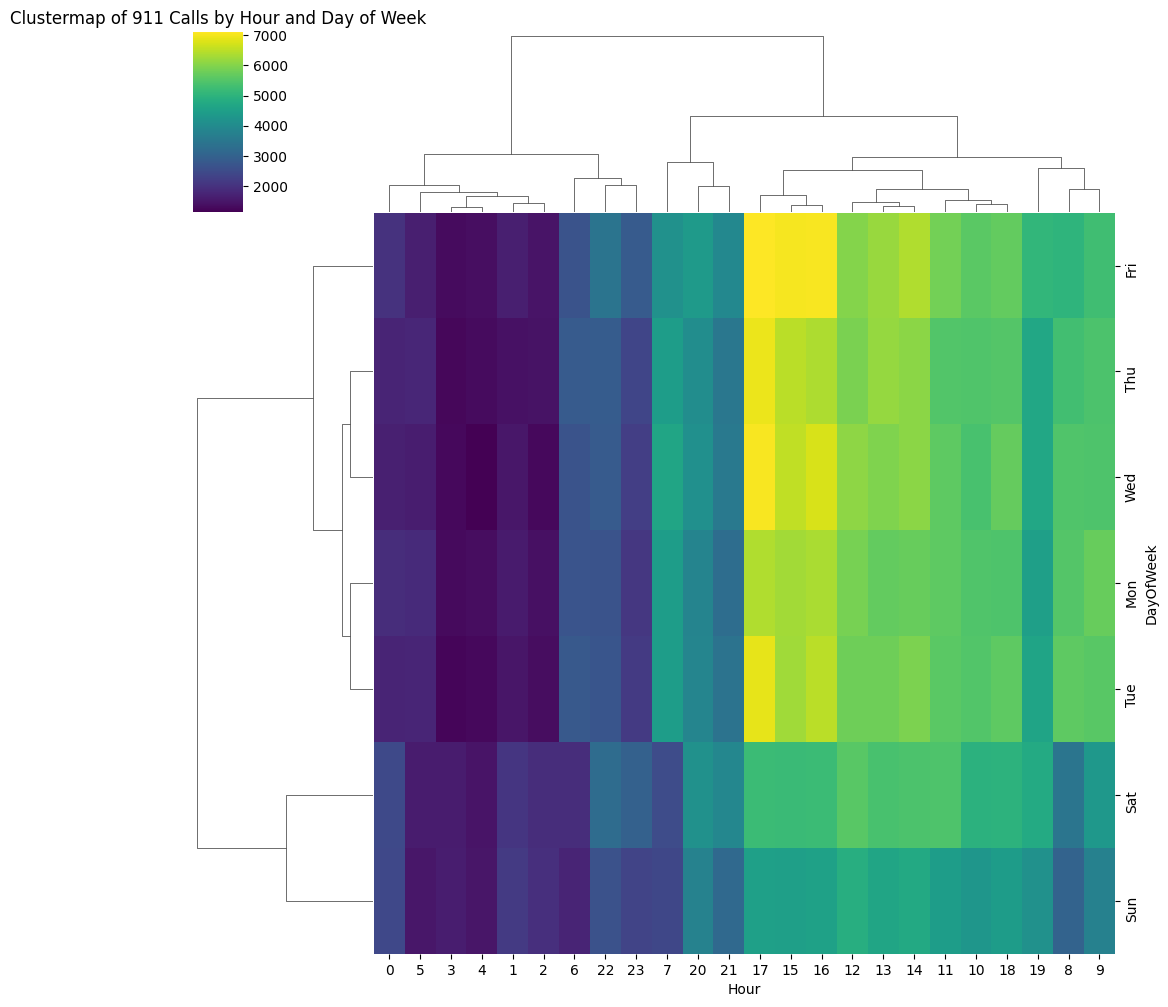 Clustermap of 911 Calls by Hour and Day of Week
7000
6000
5000
4000
3000
2000
Fri
Thu
Wed
Mon
Tue
Sat
Sun
DayOfWeek
0 5 3 4 1 2 6 22 23 7 20 21 17 15 16 12 13 14 11 10 18 19 8 9
Hour